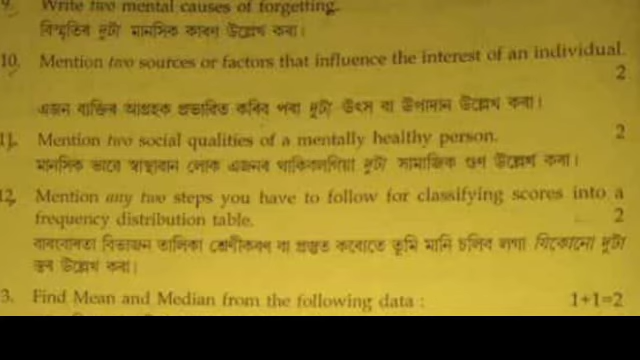 9. Write two mental causes of forgetting.
বিস্মৃতিৰ দুটা মানসিক কাৰণ উল্লেখ কৰা।
10. Mention two sources or factors that influence the interest of an individual.
2
এজন ব্যক্তিৰ আগ্ৰহক প্ৰভাৱিত কৰিব পৰা দুটা উৎস বা উপাদান উল্লেখ কৰা।
11. Mention two social qualities of a mentally healthy person. 2
মানসিক ভাবে স্বাস্থ্যবান লোক এজনৰ থাকিবলগীয়া দুটা সামাজিক গুণ উল্লেখ কৰা।
12. Mention any two steps you have to follow for classifying scores into a
frequency distribution table. 2
বাৰংবাৰতা বিভাজন তালিকা শ্ৰেণীকৰণ বা প্ৰস্তুত কৰোতে তুমি মানি চলিব লগা যিকোনো দুটা
স্তৰ উল্লেখ কৰা।
3. Find Mean and Median from the following data : 1+1=2